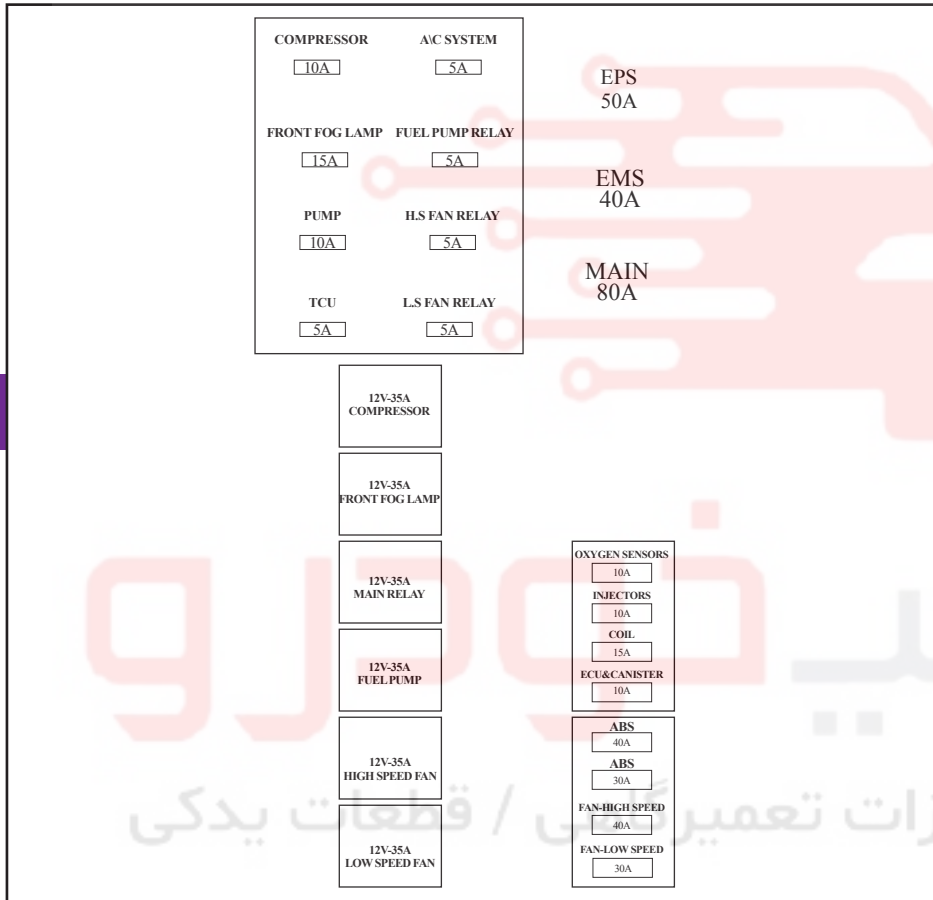 COMPRESSOR
10A
A\C SYSTEM
5A
FRONT FOG LAMP
15A
FUEL PUMP RELAY
5A
PUMP
10A
H.S FAN RELAY
5A
TCU
5A
L.S FAN RELAY
5A
EPS
50A
EMS
40A
MAIN
80A
12V-35A
COMPRESSOR
12V-35A
FRONT FOG LAMP
12V-35A
MAIN RELAY
12V-35A
FUEL PUMP
12V-35A
HIGH SPEED FAN
12V-35A
LOW SPEED FAN
OXYGEN SENSORS
10A
INJECTORS
10A
COIL
15A
ECU&CANISTER
10A
ABS
40A
ABS
30A
FAN-HIGH SPEED
40A
FAN-LOW SPEED
30A
خودرو
تعمیرگاهی / قطعات یدکی